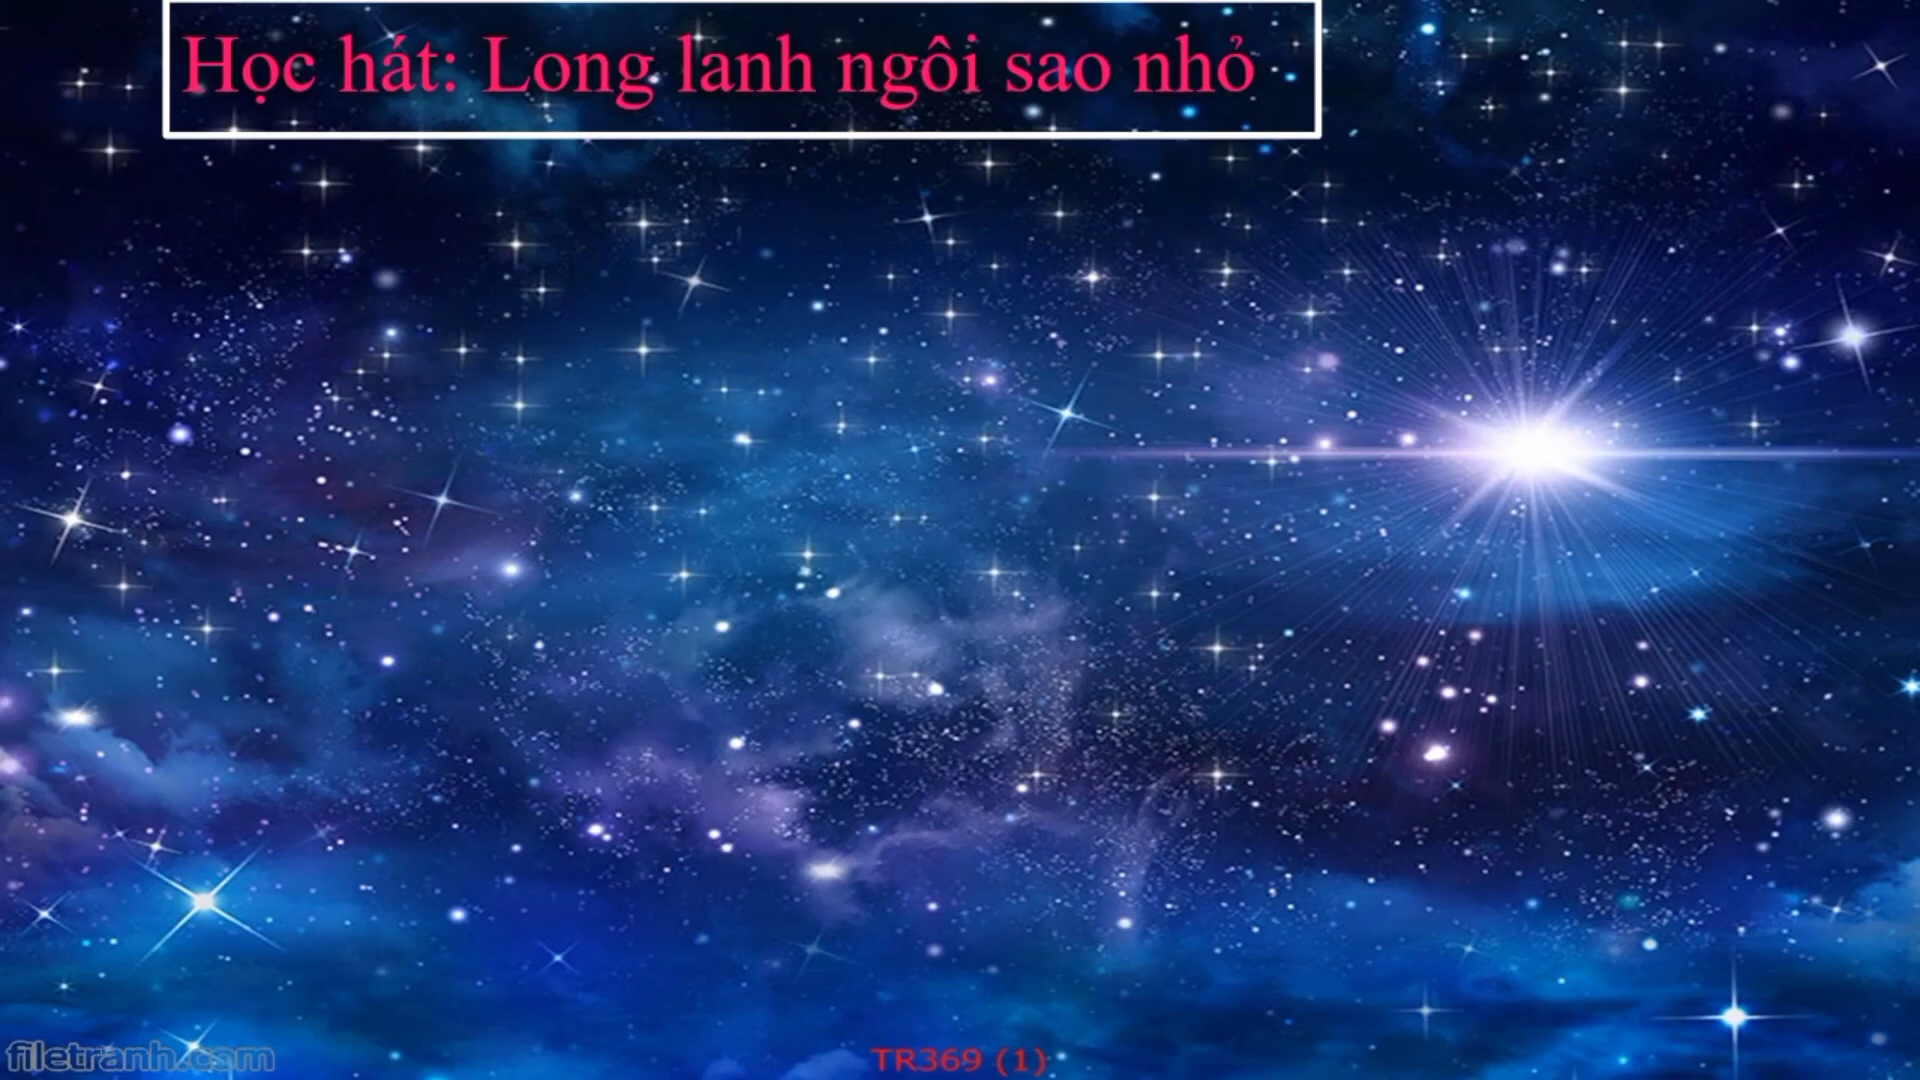 Học hát: Long lanh ngôi sao nhỏ
filetranh.com
TR369 (1)